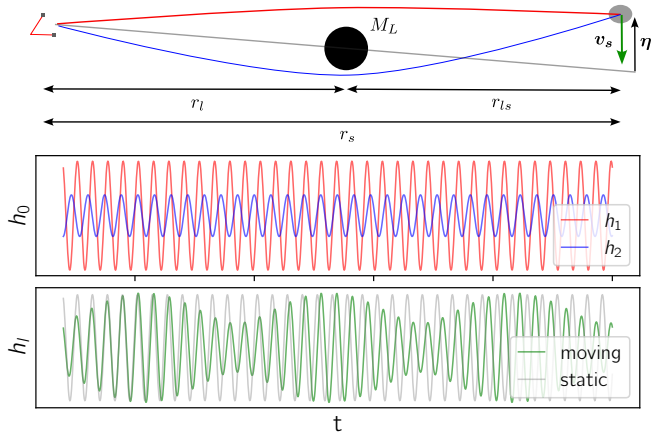 M_L
v_s
η
r_l
r_ls
r_s
h_0
h_1
h_2
h_l
moving
static
t